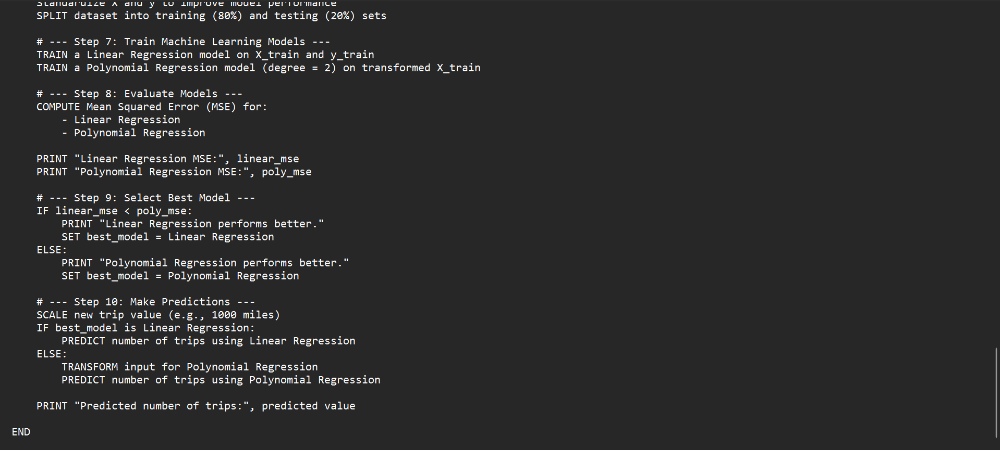 Standardize X and y to improve model performance
SPLIT dataset into training (80%) and testing (20%) sets
# --- Step 7: Train Machine Learning Models ---
TRAIN a Linear Regression model on X_train and y_train
TRAIN a Polynomial Regression model (degree = 2) on transformed X_train
# --- Step 8: Evaluate Models ---
COMPUTE Mean Squared Error (MSE) for:
- Linear Regression
- Polynomial Regression
PRINT "Linear Regression MSE:", linear_mse
PRINT "Polynomial Regression MSE:", poly_mse
# --- Step 9: Select Best Model ---
IF linear_mse < poly_mse:
PRINT "Linear Regression performs better."
SET best_model = Linear Regression
ELSE:
PRINT "Polynomial Regression performs better."
SET best_model = Polynomial Regression
# --- Step 10: Make Predictions ---
SCALE new trip value (e.g., 1000 miles)
IF best_model is Linear Regression:
PREDICT number of trips using Linear Regression
ELSE:
TRANSFORM input for Polynomial Regression
PREDICT number of trips using Polynomial Regression
PRINT "Predicted number of trips:", predicted value
END